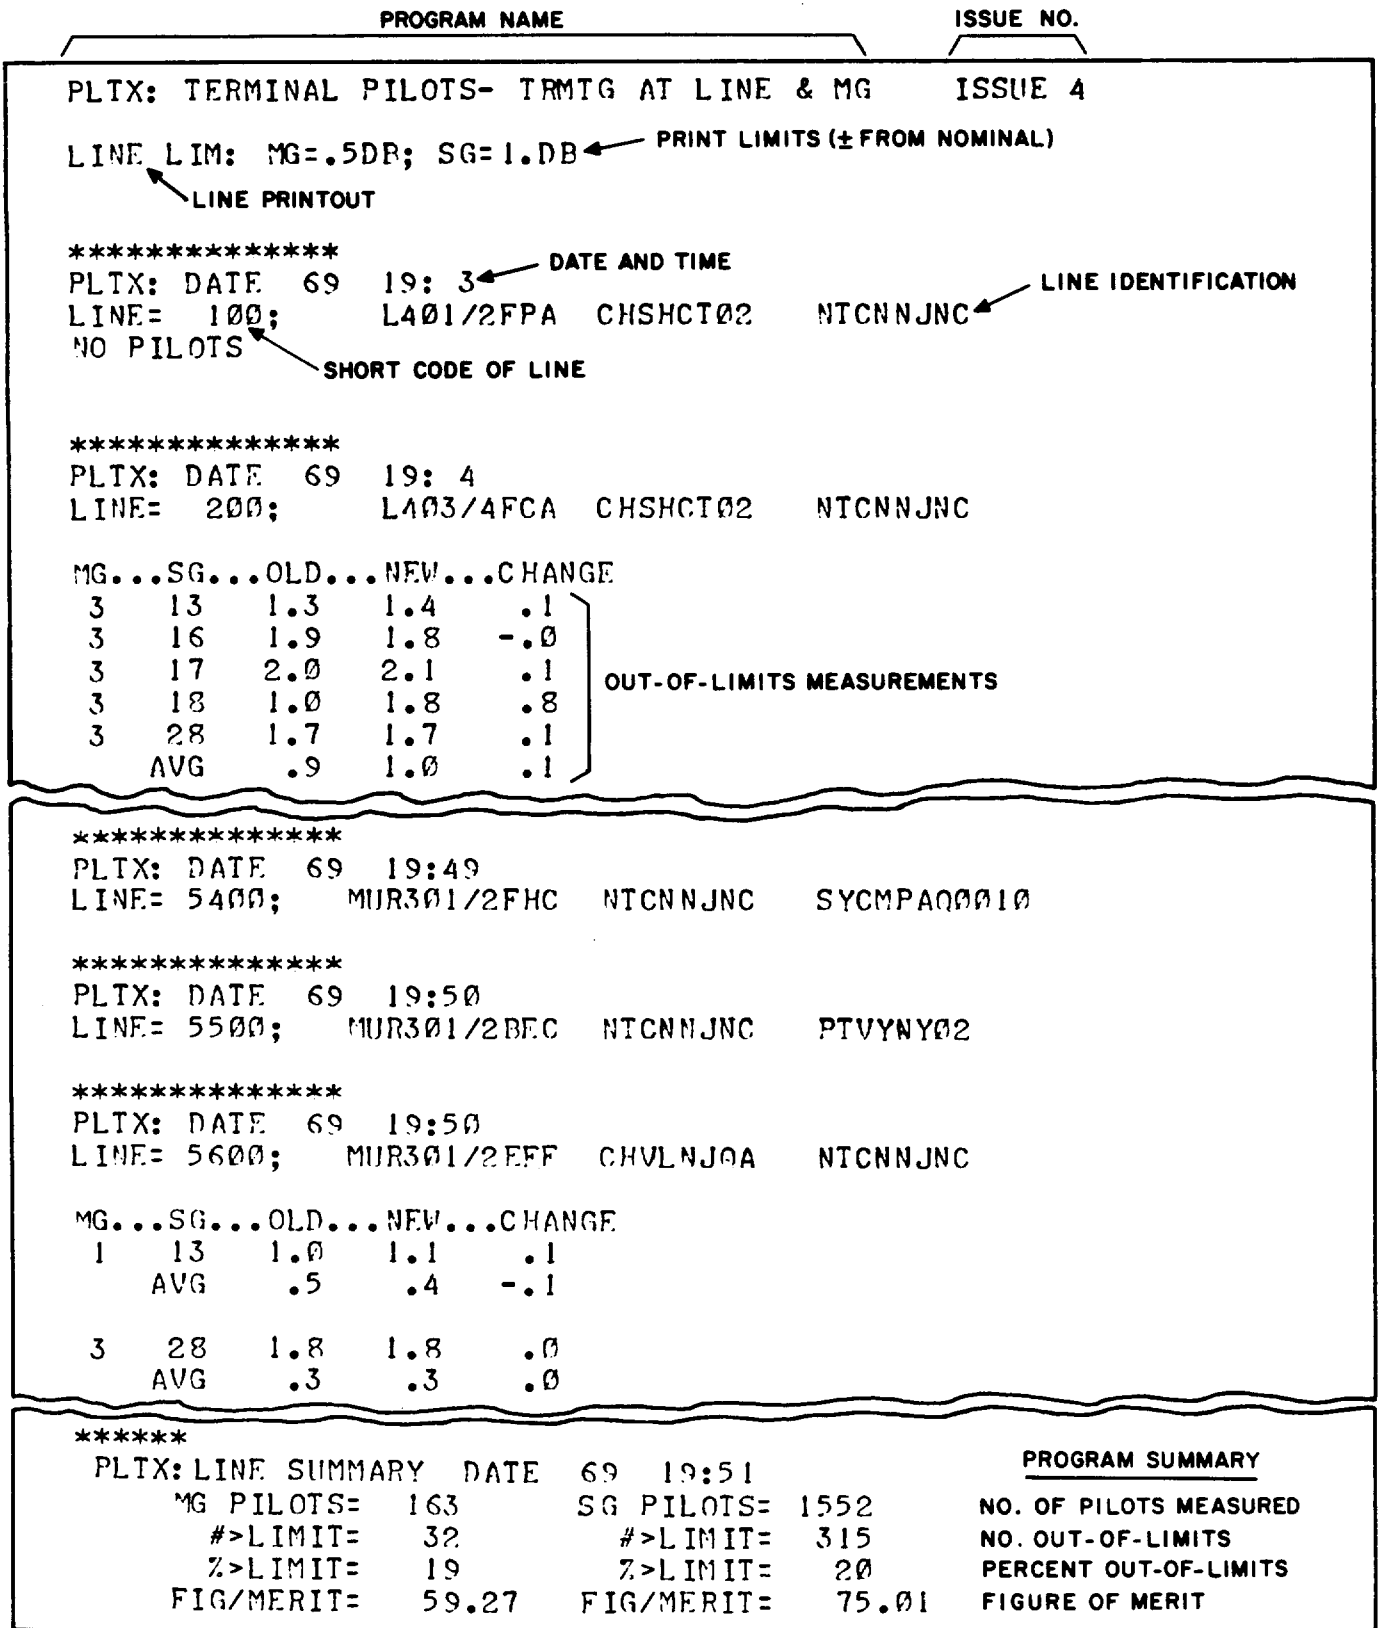 PROGRAM NAME ISSUE NO.
PLTX: TERMINAL PILOTS- TRMTG AT LINE & MG ISSUE 4
LINE LIM: MG=.5DB; SG=1.DB PRINT LIMITS (± FROM NOMINAL)
LINE PRINTOUT
**************
PLTX: DATE 69 19: 3 DATE AND TIME
LINE= 100; L401/2FPA CHSHCT02 NTCNNJNC LINE IDENTIFICATION
NO PILOTS
SHORT CODE OF LINE
**************
PLTX: DATE 69 19: 4
LINE= 200; L403/4FCA CHSHCT02 NTCNNJNC
MG...SG...OLD...NEW...CHANGE
3 13 1.3 1.4 .1
3 16 1.9 1.8 -.0
3 17 2.0 2.1 .1
OUT-OF-LIMITS MEASUREMENTS
3 18 1.0 1.8 .8
3 28 1.7 1.7 .1
AVG .9 1.0 .1
**************
PLTX: DATE 69 19:49
LINE= 5400; MUR301/2FHC NTCNNJNC SYCMPAQ0010
**************
PLTX: DATE 69 19:50
LINE= 5500; MUR301/2BEC NTCNNJNC PTVYNY02
**************
PLTX: DATE 69 19:50
LINE= 5600; MUR301/2EFF CHVLNJQA NTCNNJNC
MG...SG...OLD...NEW...CHANGE
1 13 1.0 1.1 .1
AVG .5 .4 -.1
3 28 1.8 1.8 .0
AVG .3 .3 .0
******
PLTX:LINE SUMMARY DATE 69 19:51 PROGRAM SUMMARY
MG PILOTS= 163 SG PILOTS= 1552 NO. OF PILOTS MEASURED
#>LIMIT= 32 #>LIMIT= 315 NO. OUT-OF-LIMITS
%>LIMIT= 19 %>LIMIT= 20 PERCENT OUT-OF-LIMITS
FIG/MERIT= 59.27 FIG/MERIT= 75.01 FIGURE OF MERIT